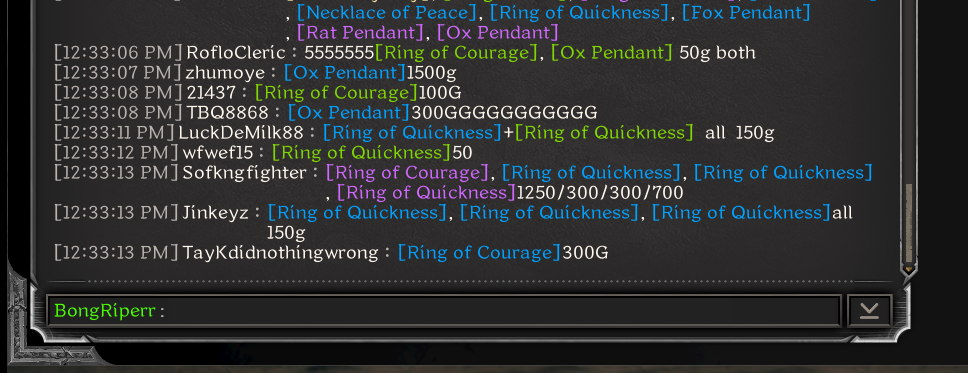 , [Necklace of Peace], [Ring of Quickness], [Fox Pendant]
, [Rat Pendant], [Ox Pendant]
[12:33:06 PM] RofloCleric : 5555555[Ring of Courage], [Ox Pendant] 50g both
[12:33:07 PM] zhumoye : [Ox Pendant]1500g
[12:33:08 PM] 21437 : [Ring of Courage]100G
[12:33:08 PM] TBQ8868 : [Ox Pendant]300GGGGGGGGGGG
[12:33:11 PM] LuckDeMilk88 : [Ring of Quickness]+[Ring of Quickness] all 150g
[12:33:12 PM] wfwef15 : [Ring of Quickness]50
[12:33:13 PM] Sofkngfighter : [Ring of Courage], [Ring of Quickness], [Ring of Quickness]
, [Ring of Quickness]1250/300/300/700
[12:33:13 PM] Jinkeyz : [Ring of Quickness], [Ring of Quickness], [Ring of Quickness]all
150g
[12:33:13 PM] TayKdidnothingwrong : [Ring of Courage]300G
BongRiperr :